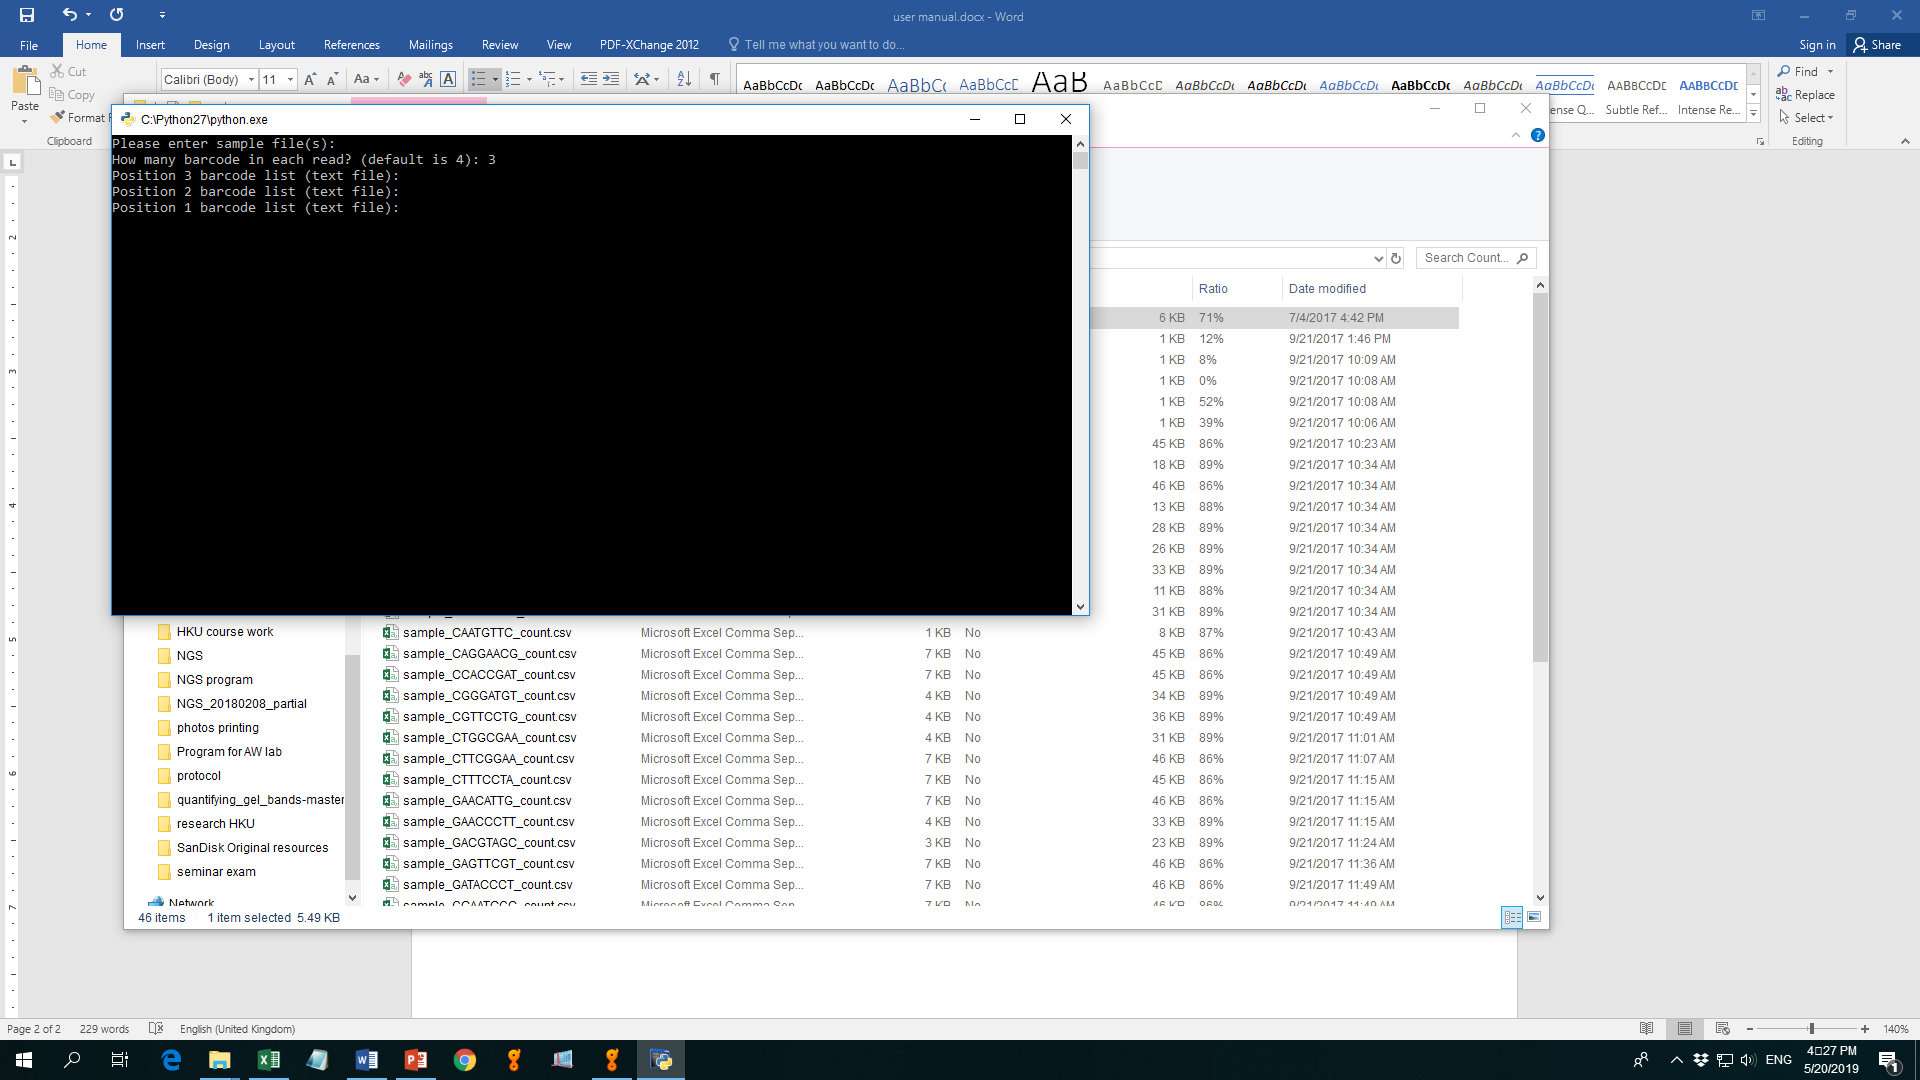 user manual.docx - Word
File Home Insert Design Layout References Mailings Review View PDF-XChange 2012 Tell me what you want to do... Sign in Share
Paste Cut Copy Format Clipboard
Calibri (Body) 11
AaBbCcDc AaBbCcDc AaBbC AaBbCcC AaB AaBbCcC AaBbCcDc AaBbCcDc AaBbCcDc AaBbCcDc AaBbCcDc AaBbCcDc AaBbCcDc AaBbCcDc
Subtle Ref... Intense Re...
Find Replace Select Editing
C:\Python27\python.exe
Please enter sample file(s):
How many barcode in each read? (default is 4): 3
Position 3 barcode list (text file):
Position 2 barcode list (text file):
Position 1 barcode list (text file):
Search Count...
Ratio Date modified
6 KB 71% 7/4/2017 4:42 PM
1 KB 12% 9/21/2017 1:46 PM
1 KB 8% 9/21/2017 10:09 AM
1 KB 0% 9/21/2017 10:08 AM
1 KB 52% 9/21/2017 10:08 AM
1 KB 39% 9/21/2017 10:06 AM
45 KB 86% 9/21/2017 10:23 AM
18 KB 89% 9/21/2017 10:34 AM
46 KB 86% 9/21/2017 10:34 AM
13 KB 88% 9/21/2017 10:34 AM
28 KB 89% 9/21/2017 10:34 AM
26 KB 89% 9/21/2017 10:34 AM
33 KB 89% 9/21/2017 10:34 AM
11 KB 88% 9/21/2017 10:34 AM
31 KB 89% 9/21/2017 10:34 AM
sample_CAATGTTC_count.csv Microsoft Excel Comma Sep... 1 KB No 8 KB 87% 9/21/2017 10:43 AM
sample_CAGGAACG_count.csv Microsoft Excel Comma Sep... 7 KB No 45 KB 86% 9/21/2017 10:49 AM
sample_CCACCGAT_count.csv Microsoft Excel Comma Sep... 7 KB No 45 KB 86% 9/21/2017 10:49 AM
sample_CGGGATGT_count.csv Microsoft Excel Comma Sep... 4 KB No 34 KB 89% 9/21/2017 10:49 AM
sample_CGTTCCTG_count.csv Microsoft Excel Comma Sep... 4 KB No 36 KB 89% 9/21/2017 10:49 AM
sample_CTGGCGAA_count.csv Microsoft Excel Comma Sep... 4 KB No 31 KB 89% 9/21/2017 11:01 AM
sample_CTTCGGAA_count.csv Microsoft Excel Comma Sep... 7 KB No 46 KB 86% 9/21/2017 11:07 AM
sample_CTTTCCTA_count.csv Microsoft Excel Comma Sep... 7 KB No 45 KB 86% 9/21/2017 11:15 AM
sample_GAACATTG_count.csv Microsoft Excel Comma Sep... 7 KB No 46 KB 86% 9/21/2017 11:15 AM
sample_GAACCCTT_count.csv Microsoft Excel Comma Sep... 4 KB No 33 KB 89% 9/21/2017 11:15 AM
sample_GACGTAGC_count.csv Microsoft Excel Comma Sep... 3 KB No 23 KB 89% 9/21/2017 11:24 AM
sample_GAGTTCGT_count.csv Microsoft Excel Comma Sep... 7 KB No 46 KB 86% 9/21/2017 11:36 AM
sample_GATACCCT_count.csv Microsoft Excel Comma Sep... 7 KB No 46 KB 86% 9/21/2017 11:49 AM
HKU course work
NGS
NGS program
NGS_20180208_partial
photos printing
Program for AW lab
protocol
quantifying_gel_bands-master
research HKU
SanDisk Original resources
seminar exam
Network
46 items 1 item selected 5.49 KB
Page 2 of 2 229 words English (United Kingdom) 140%
ENG 4:27 PM
5/20/2019
1